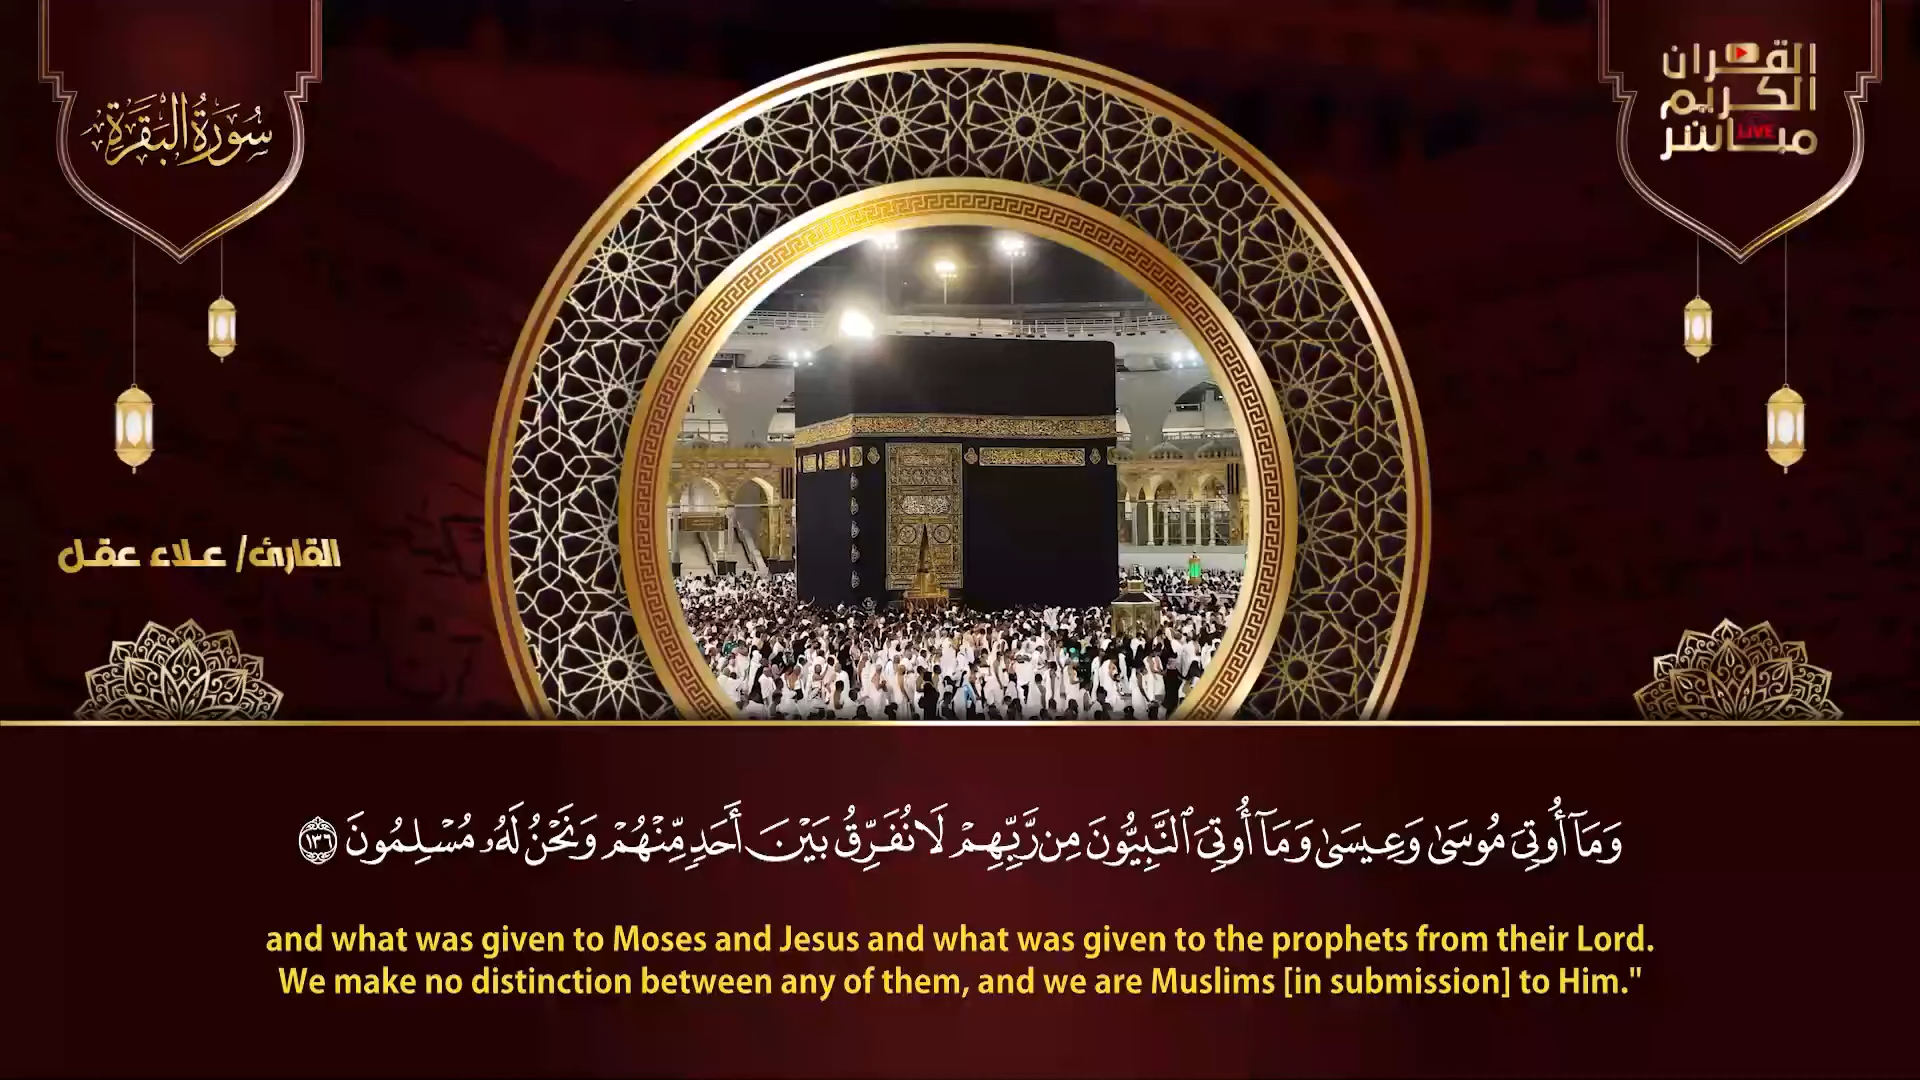 سُورَةُ البَقَرَةِ
القران
الكريم
مباشر
LIVE
القارئ/ علاء عقل
وَمَآ أُوتِيَ مُوسَىٰ وَعِيسَىٰ وَمَآ أُوتِيَ ٱلنَّبِيُّونَ مِن رَّبِّهِمۡ لَا نُفَرِّقُ بَيۡنَ أَحَدٖ مِّنۡهُمۡ وَنَحۡنُ لَهُۥ مُسۡلِمُونَ ١٣٦
and what was given to Moses and Jesus and what was given to the prophets from their Lord.
We make no distinction between any of them, and we are Muslims [in submission] to Him."